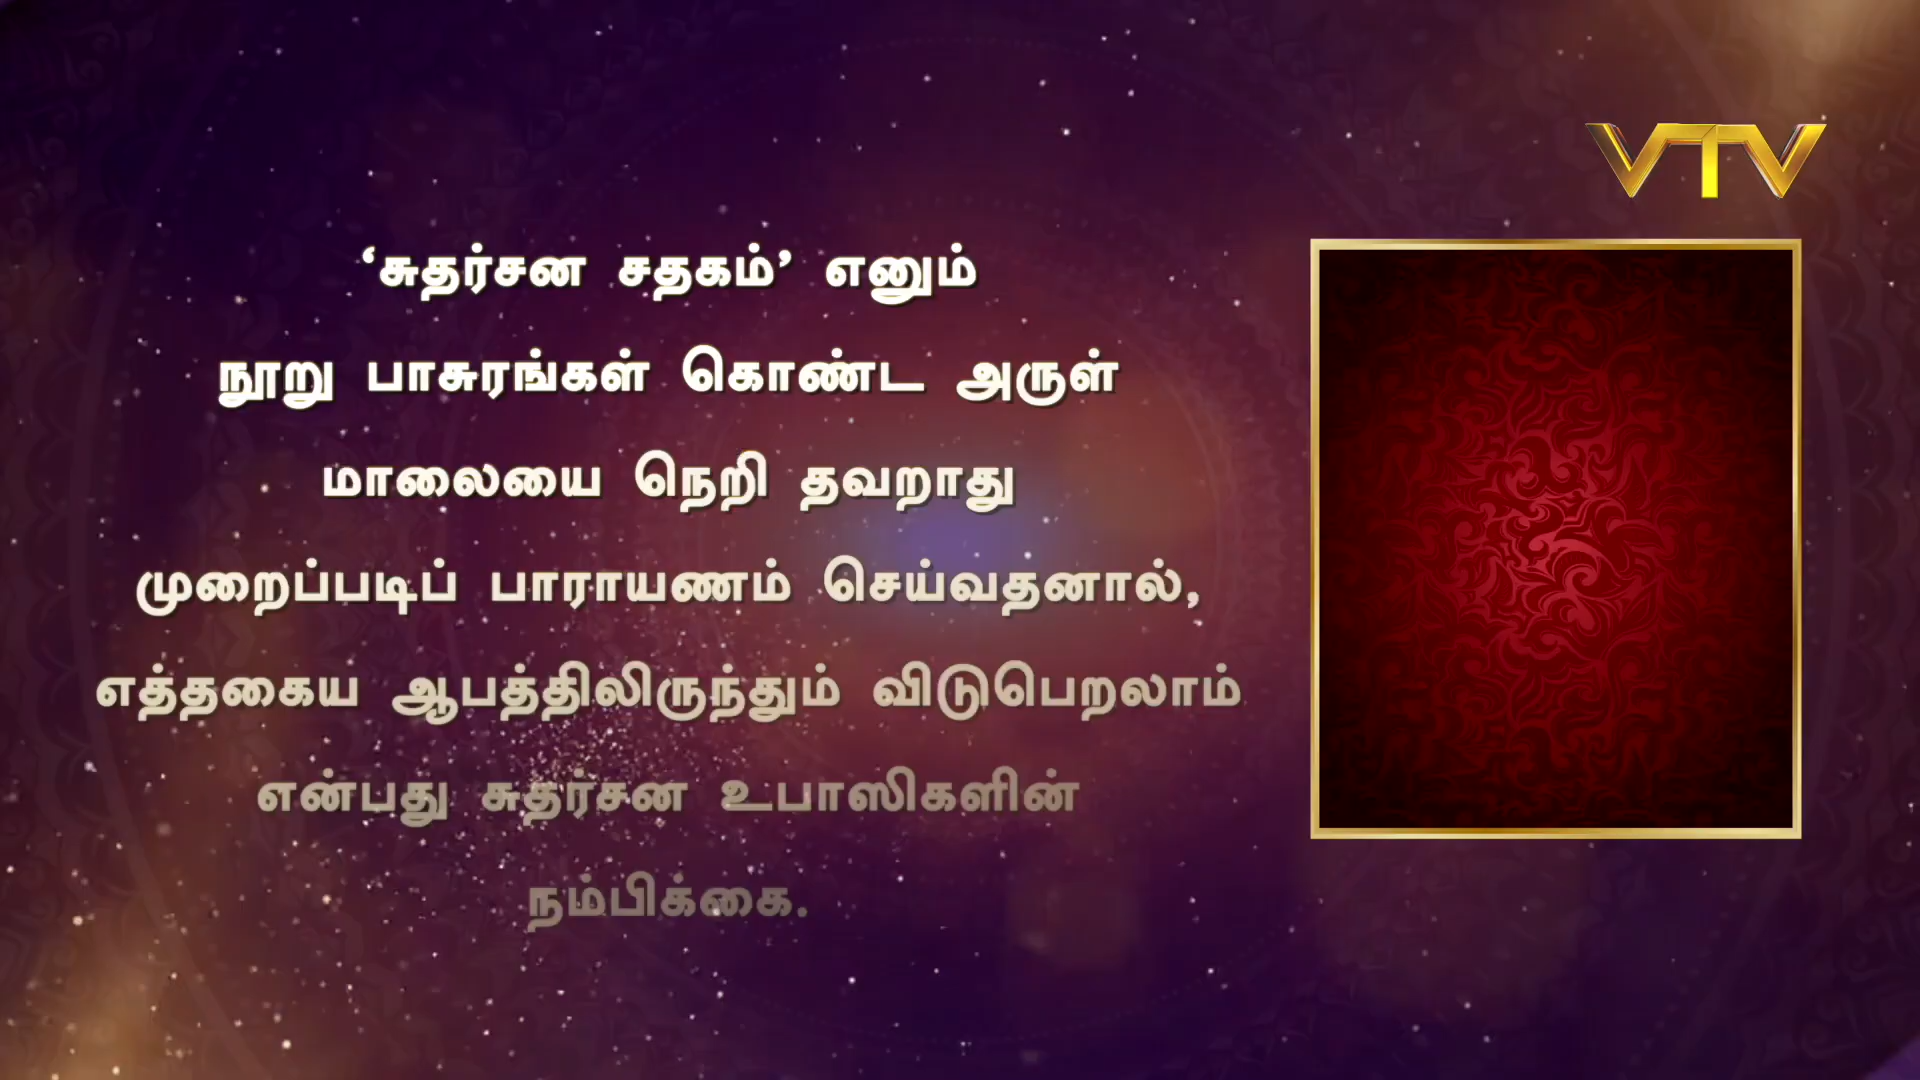 VTV
‘சுதர்சன சதகம்’ எனும்
நூறு பாசுரங்கள் கொண்ட அருள்
மாலையை நெறி தவறாது
முறைப்படிப் பாராயணம் செய்வதனால்,
எத்தகைய ஆபத்திலிருந்தும் விடுபெறலாம்
என்பது சுதர்சன உபாஸிகளின்
நம்பிக்கை.